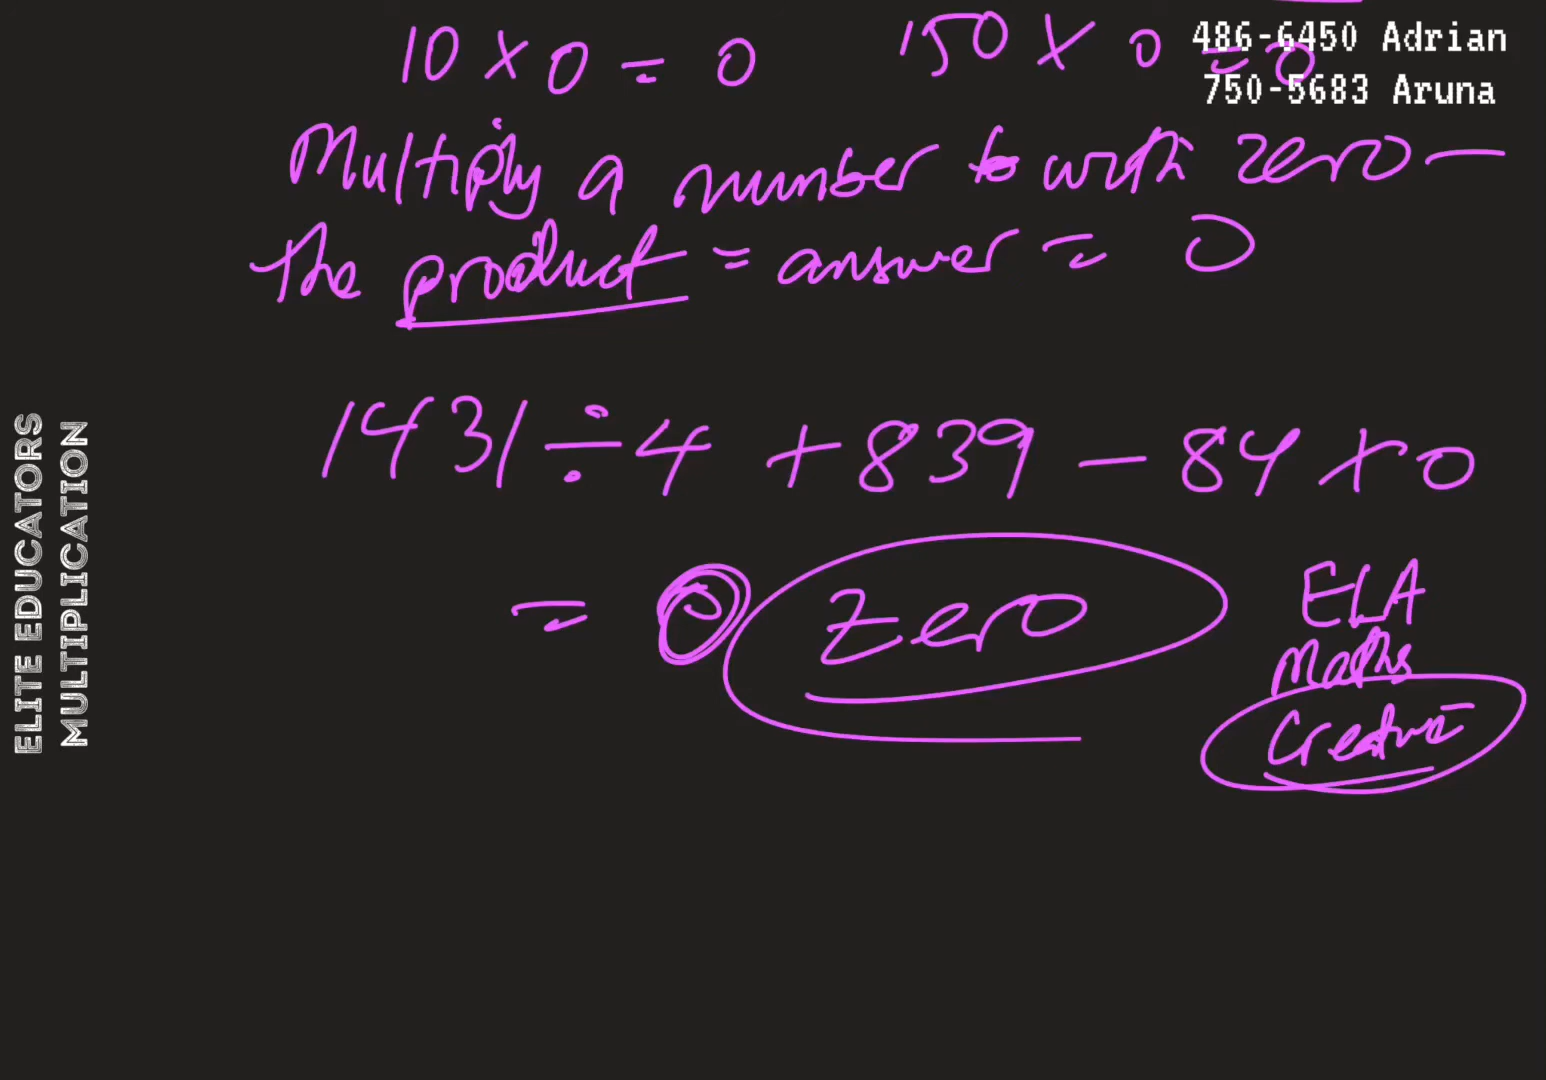 10 × 0 = 0 150 × 0 = 0
486-6450 Adrian
750-5683 Aruna
Multiply a number with zero —
the product = answer = 0
1431 ÷ 4 + 839 - 84 × 0
= 0 zero
ELA
Maths
Creative
ELITE EDUCATORS
MULTIPLICATION